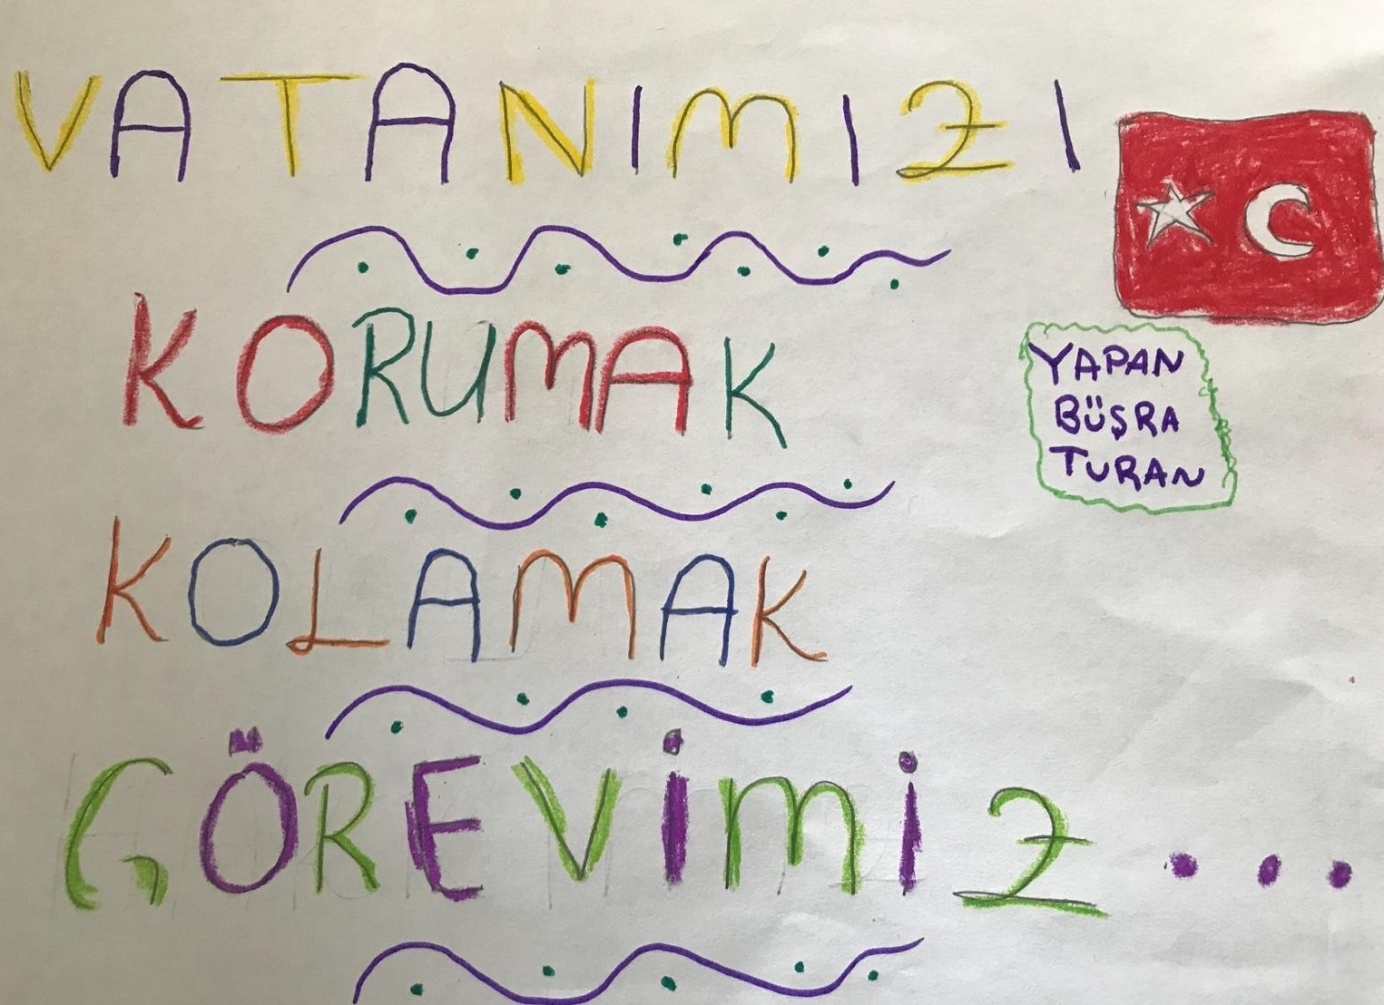 VATANIMIZI
KORUMAK
KOLAMAK
GÖREVİMİZ...
YAPAN
BÜŞRA
TURAN